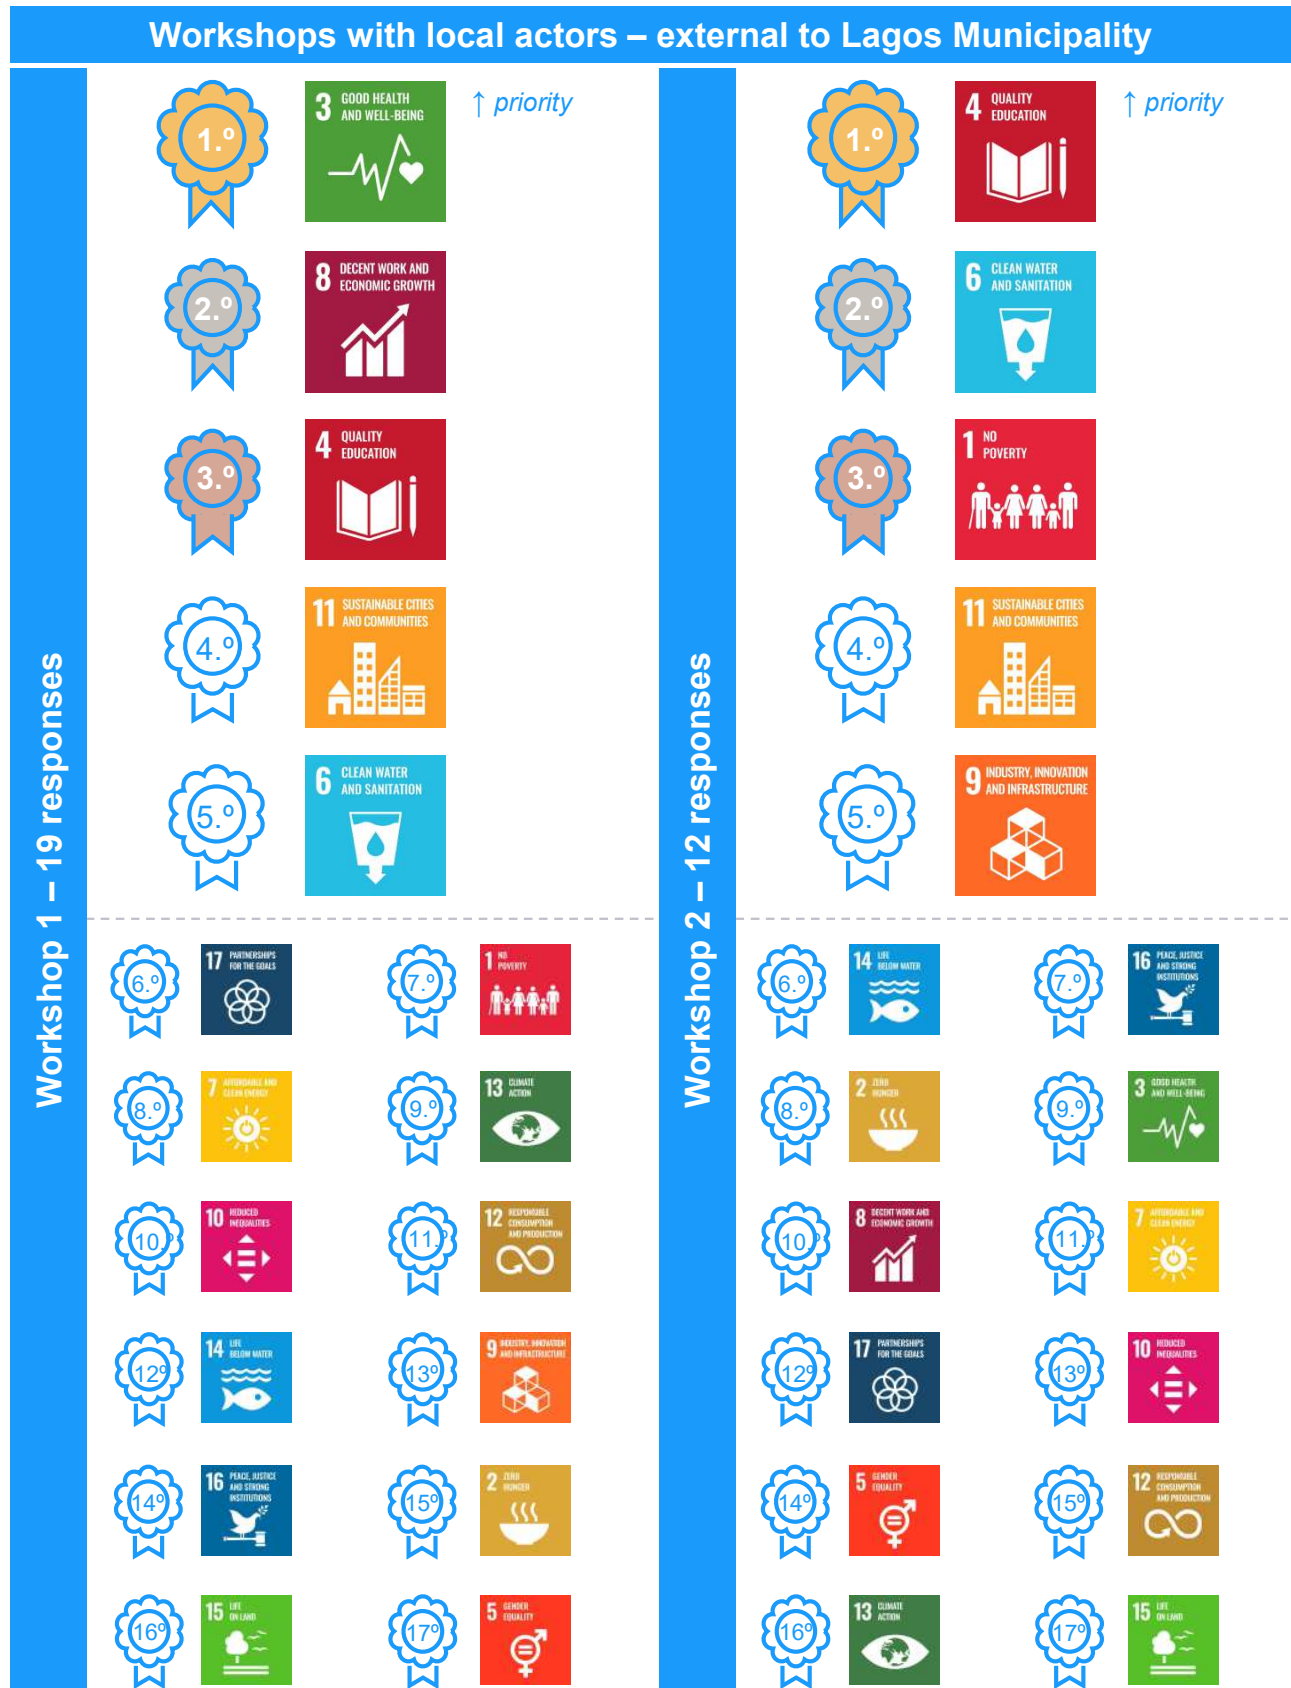 Workshops with local actors – external to Lagos Municipality
Workshop 1 – 19 responses
1.º
3 GOOD HEALTH
AND WELL-BEING
↑ priority
2.º
8 DECENT WORK AND
ECONOMIC GROWTH
3.º
4 QUALITY
EDUCATION
4.º
11 SUSTAINABLE CITIES
AND COMMUNITIES
5.º
6 CLEAN WATER
AND SANITATION
6.º
17 PARTNERSHIPS
FOR THE GOALS
7.º
1 NO
POVERTY
8.º
7 AFFORDABLE AND
CLEAN ENERGY
9.º
13 CLIMATE
ACTION
10.º
10 REDUCED
INEQUALITIES
11.º
12 RESPONSIBLE
CONSUMPTION
AND PRODUCTION
12º
14 LIFE
BELOW WATER
13º
9 INDUSTRY, INNOVATION
AND INFRASTRUCTURE
14º
16 PEACE, JUSTICE
AND STRONG
INSTITUTIONS
15º
2 ZERO
HUNGER
16º
15 LIFE
ON LAND
17º
5 GENDER
EQUALITY
Workshop 2 – 12 responses
1.º
4 QUALITY
EDUCATION
↑ priority
2.º
6 CLEAN WATER
AND SANITATION
3.º
1 NO
POVERTY
4.º
11 SUSTAINABLE CITIES
AND COMMUNITIES
5.º
9 INDUSTRY, INNOVATION
AND INFRASTRUCTURE
6.º
14 LIFE
BELOW WATER
7.º
16 PEACE, JUSTICE
AND STRONG
INSTITUTIONS
8.º
2 ZERO
HUNGER
9.º
3 GOOD HEALTH
AND WELL-BEING
10.º
8 DECENT WORK AND
ECONOMIC GROWTH
11.º
7 AFFORDABLE AND
CLEAN ENERGY
12º
17 PARTNERSHIPS
FOR THE GOALS
13º
10 REDUCED
INEQUALITIES
14º
5 GENDER
EQUALITY
15º
12 RESPONSIBLE
CONSUMPTION
AND PRODUCTION
16º
13 CLIMATE
ACTION
17º
15 LIFE
ON LAND